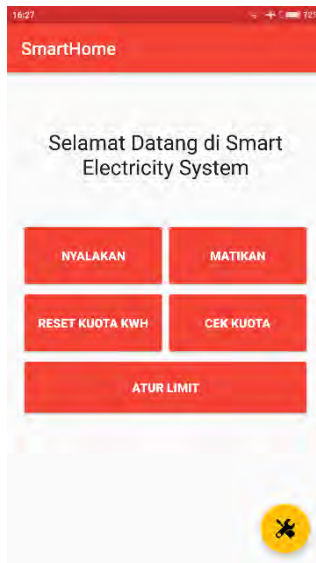 16:27
SmartHome
Selamat Datang di Smart
Electricity System
NYALAKAN
MATIKAN
RESET KUOTA KWH
CEK KUOTA
ATUR LIMIT